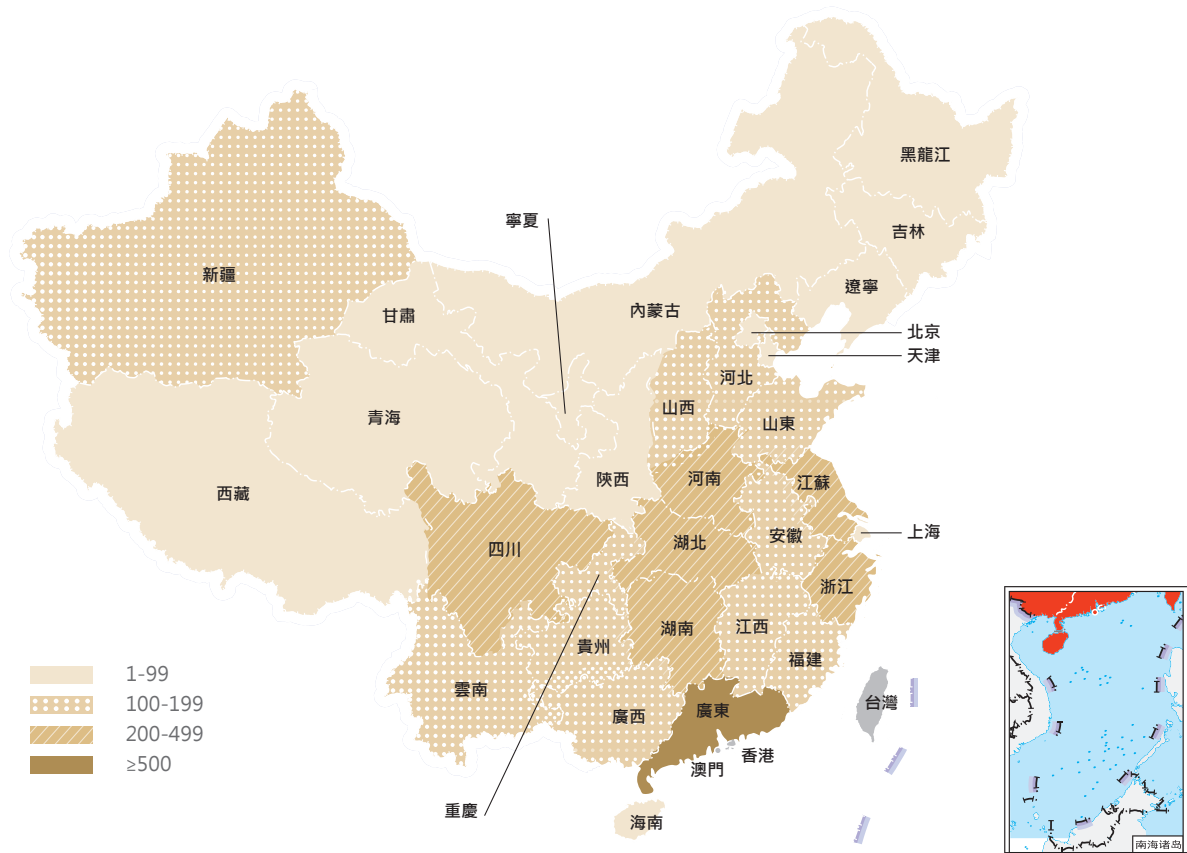 黑龍江
吉林
遼寧
寧夏
新疆
內蒙古
甘肅
北京
天津
河北
山西
山東
青海
陝西
河南
江蘇
西藏
上海
安徽
湖北
四川
浙江
湖南
江西
貴州
福建
雲南
廣西
廣東
台灣
香港
澳門
重慶
海南
1-99
100-199
200-499
≥500
南海诸岛